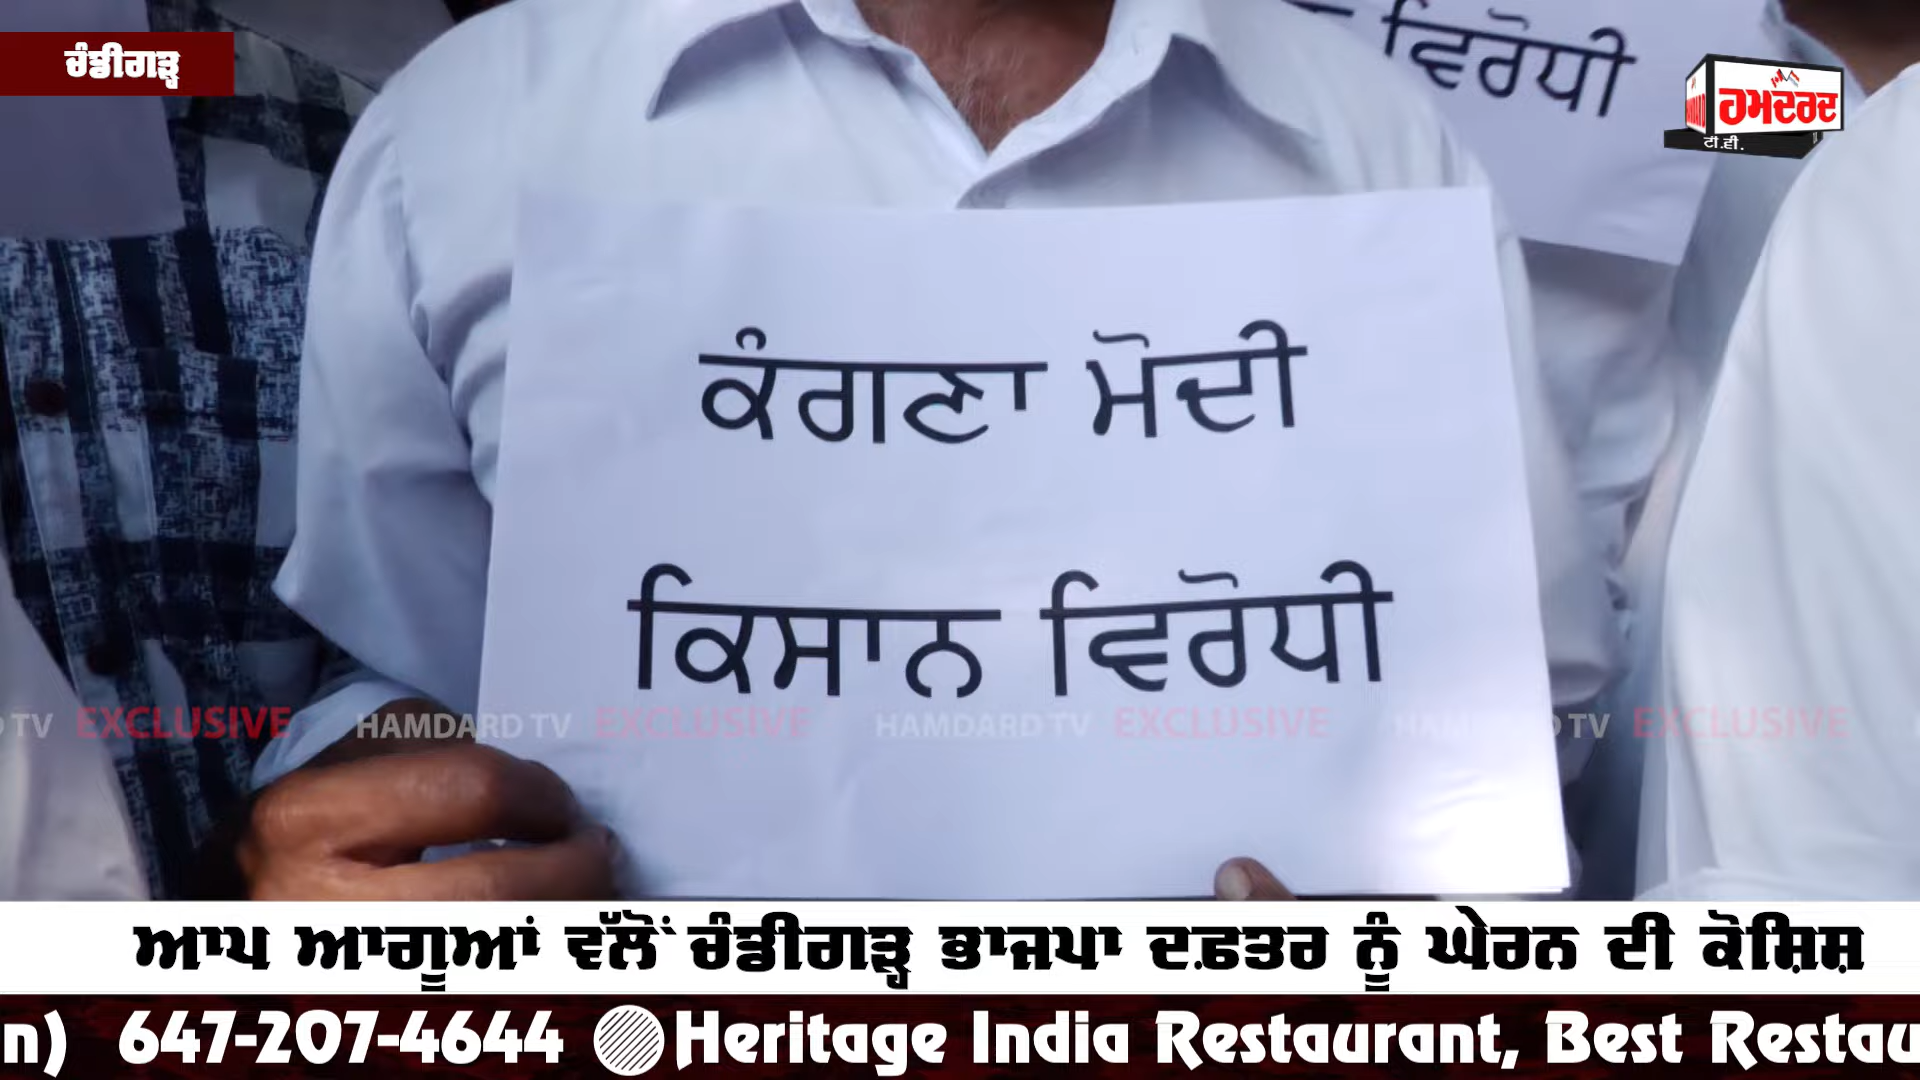 ਚੰਡੀਗੜ੍ਹ
ਵਿਰੋਧੀ
ਹਮਦਰਦ
ਟੀ.ਵੀ.
ਕੰਗਣਾ ਮੋਦੀ
ਕਿਸਾਨ ਵਿਰੋਧੀ
TV EXCLUSIVE HAMDARD TV EXCLUSIVE HAMDARD TV EXCLUSIVE HAMDARD TV EXCLUSIVE
ਆਪ ਆਗੂਆਂ ਵੱਲੋਂ ਚੰਡੀਗੜ੍ਹ ਭਾਜਪਾ ਦਫ਼ਤਰ ਨੂੰ ਘੇਰਨ ਦੀ ਕੋਸ਼ਿਸ਼
n) 647-207-4644 Heritage India Restaurant, Best Restau